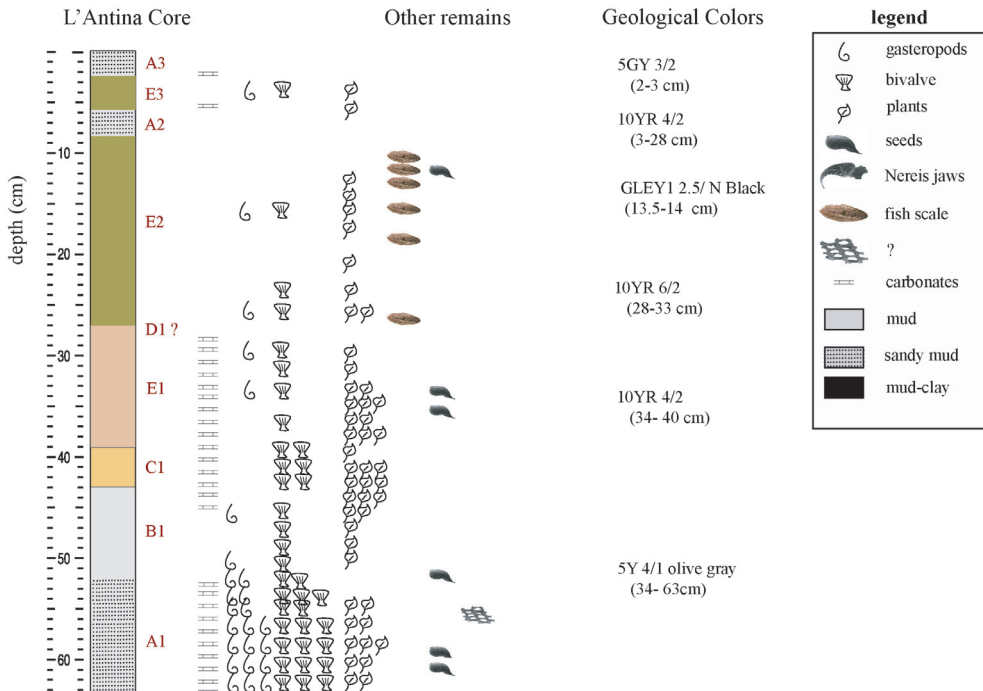 L'Antina Core
Other remains
Geological Colors
legend
depth (cm)
10
20
30
40
50
60
A3
E3
A2
E2
D1 ?
E1
C1
B1
A1
5GY 3/2
(2-3 cm)
10YR 4/2
(3-28 cm)
GLEY1 2.5/ N Black
(13.5-14 cm)
10YR 6/2
(28-33 cm)
10YR 4/2
(34- 40 cm)
5Y 4/1 olive gray
(34- 63cm)
gasteropods
bivalve
plants
seeds
Nereis jaws
fish scale
?
carbonates
mud
sandy mud
mud-clay